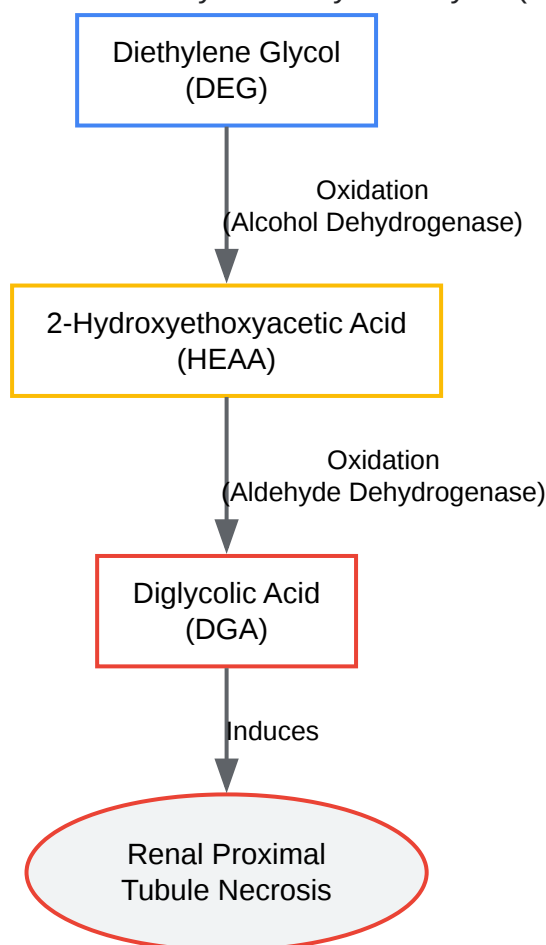 Diethylene Glycol
(DEG)
Oxidation
(Alcohol Dehydrogenase)
2-Hydroxyethoxyacetic Acid
(HEAA)
Oxidation
(Aldehyde Dehydrogenase)
Diglycolic Acid
(DGA)
Induces
Renal Proximal
Tubule Necrosis